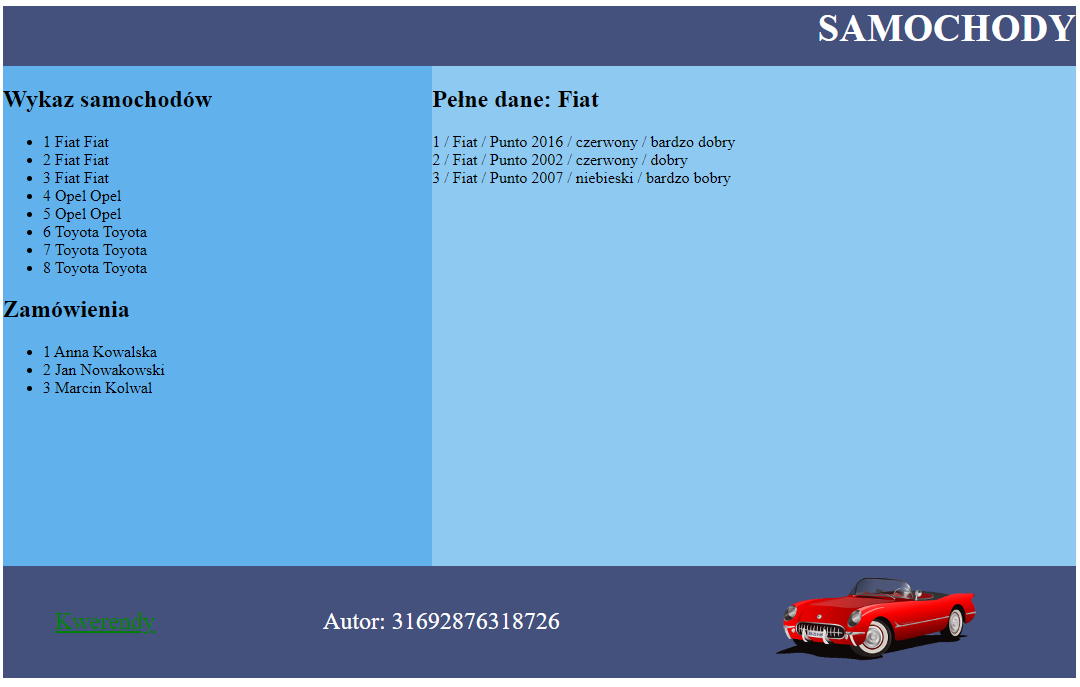 SAMOCHODY
Wykaz samochodów
1 Fiat Fiat
2 Fiat Fiat
3 Fiat Fiat
4 Opel Opel
5 Opel Opel
6 Toyota Toyota
7 Toyota Toyota
8 Toyota Toyota
Zamówienia
1 Anna Kowalska
2 Jan Nowakowski
3 Marcin Kolwal
Pełne dane: Fiat
1 / Fiat / Punto 2016 / czerwony / bardzo dobry
2 / Fiat / Punto 2002 / czerwony / dobry
3 / Fiat / Punto 2007 / niebieski / bardzo bobry
Kwerendy
Autor: 31692876318726